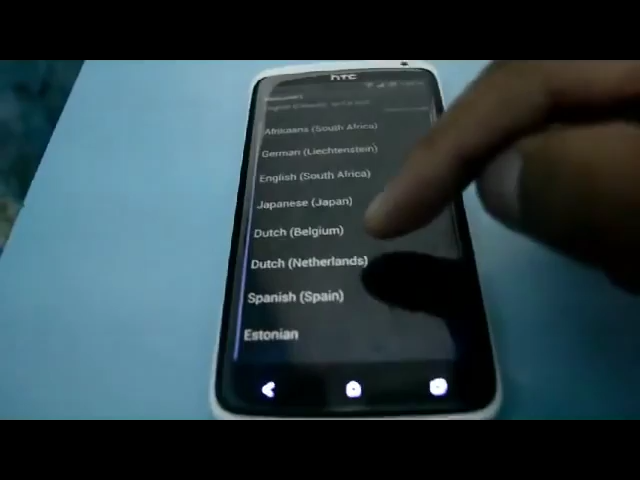 hTC
Afrikaans (South Africa)
German (Liechtenstein)
English (South Africa)
Japanese (Japan)
Dutch (Belgium)
Dutch (Netherlands)
Spanish (Spain)
Estonian